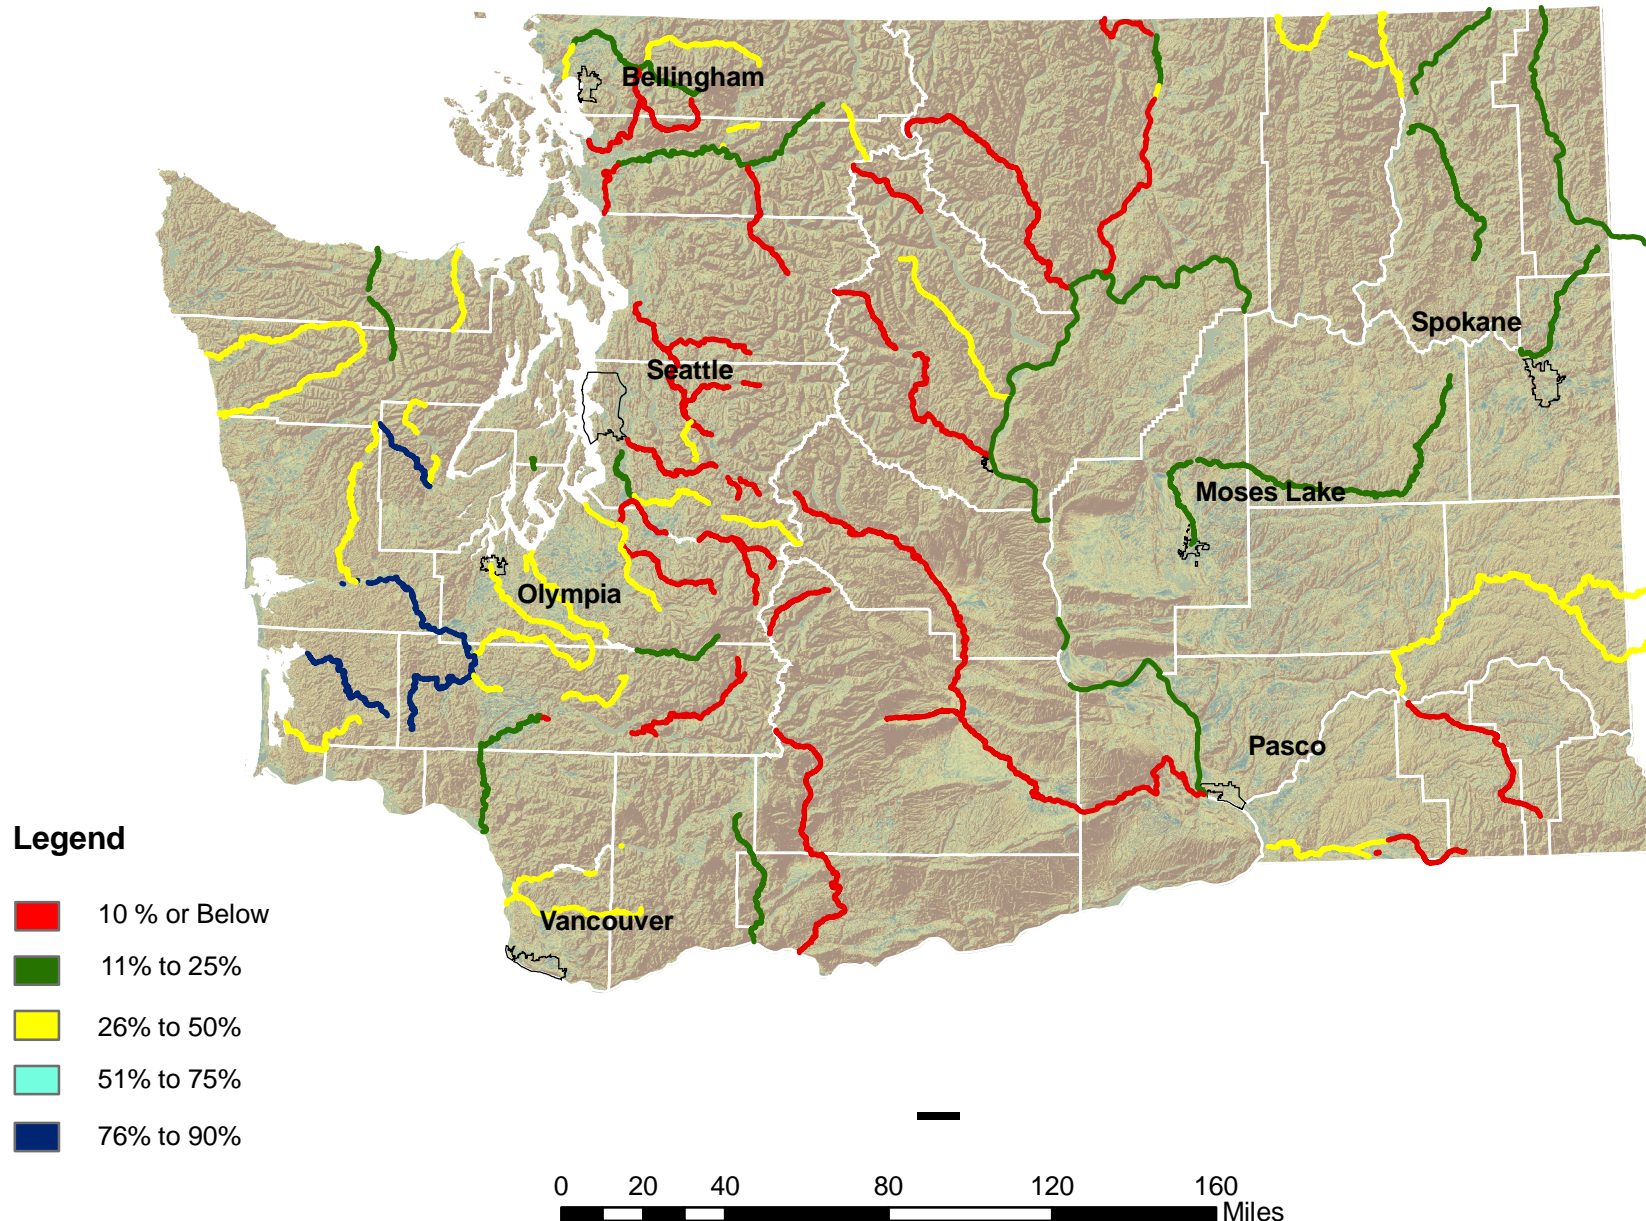 Bellingham
Spokane
Seattle
Moses Lake
Olympia
Pasco
Vancouver
Legend
10 % or Below
11% to 25%
26% to 50%
51% to 75%
76% to 90%
0 20 40 80 120 160
Miles